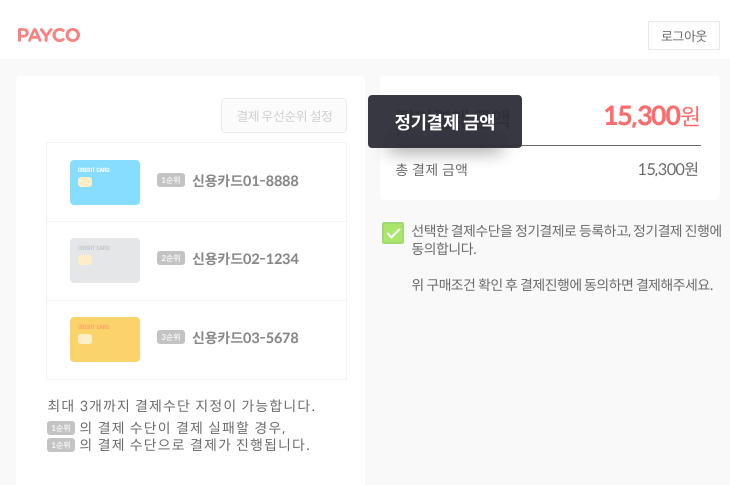 PAYCO
로그아웃
결제 우선순위 설정
CREDIT CARD
1순위 신용카드01-8888
CREDIT CARD
2순위 신용카드02-1234
CREDIT CARD
3순위 신용카드03-5678
최대 3개까지 결제수단 지정이 가능합니다.
1순위 의 결제 수단이 결제 실패할 경우,
1순위 의 결제 수단으로 결제가 진행됩니다.
정기결제 금액
15,300원
총 결제 금액
15,300원
선택한 결제수단을 정기결제로 등록하고, 정기결제 진행에
동의합니다.
위 구매조건 확인 후 결제진행에 동의하면 결제해주세요.